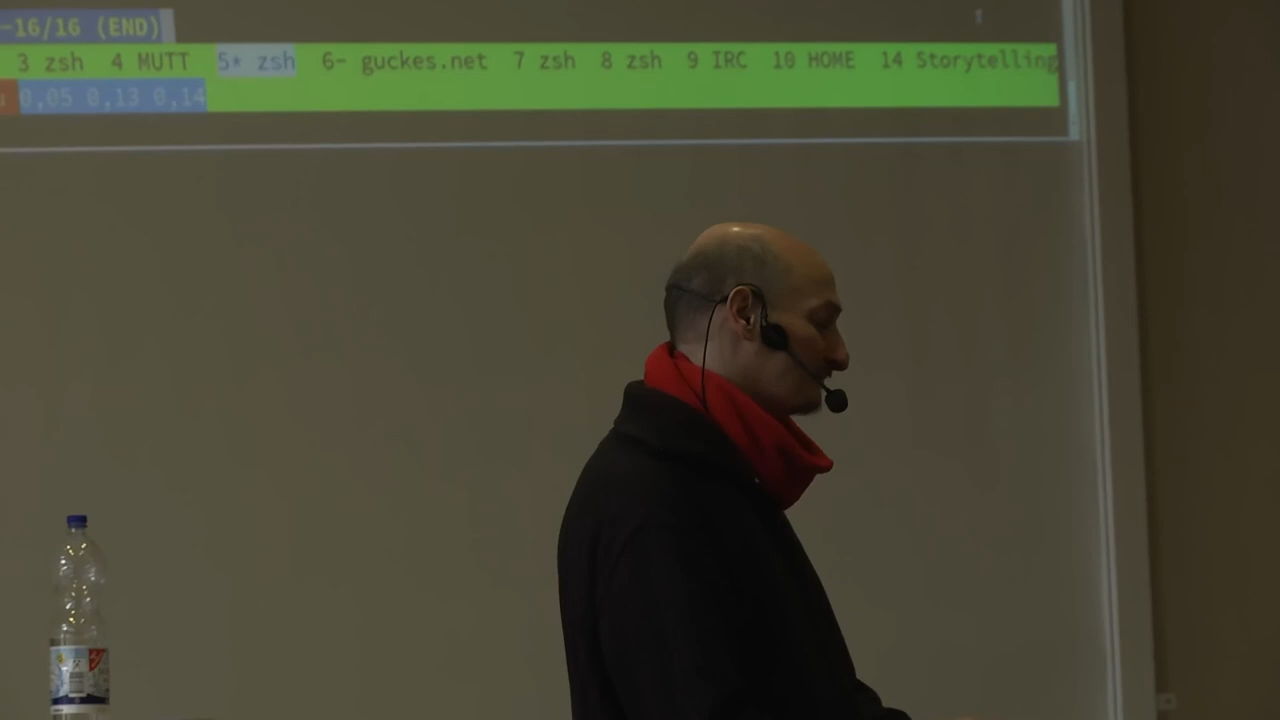 -16/16 (END)
1
3 zsh 4 MUTT 5* zsh 6- guckes.net 7 zsh 8 zsh 9 IRC 10 HOME 14 Storytelling
0,05 0,13 0,14